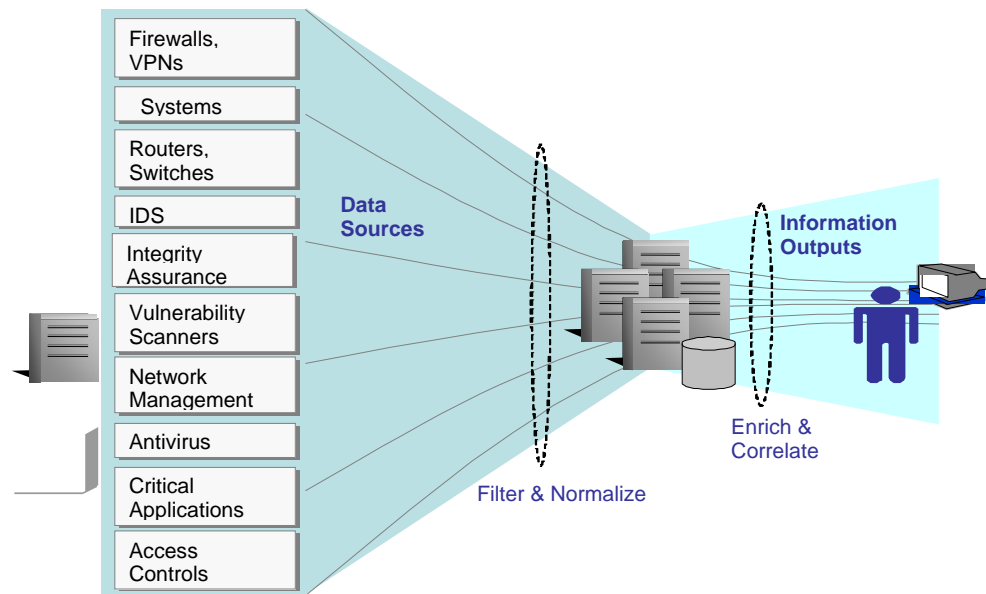 Firewalls,
VPNs
Systems
Routers,
Switches
IDS
Integrity
Assurance
Vulnerability
Scanners
Network
Management
Antivirus
Critical
Applications
Access
Controls
Data
Sources
Filter & Normalize
Information
Outputs
Enrich &
Correlate